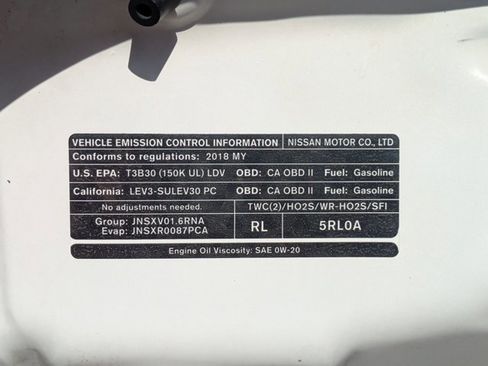 VEHICLE EMISSION CONTROL INFORMATION NISSAN MOTOR CO., LTD
Conforms to regulations: 2018 MY
U.S. EPA: T3B30 (150K UL) LDV OBD: CA OBD II Fuel: Gasoline
California: LEV3-SULEV30 PC OBD: CA OBD II Fuel: Gasoline
No adjustments needed. TWC(2)/HO2S/WR-HO2S/SFI
Group: JNSXV01.6RNA
Evap: JNSXR0087PCA
RL 5RL0A
Engine Oil Viscosity: SAE 0W-20